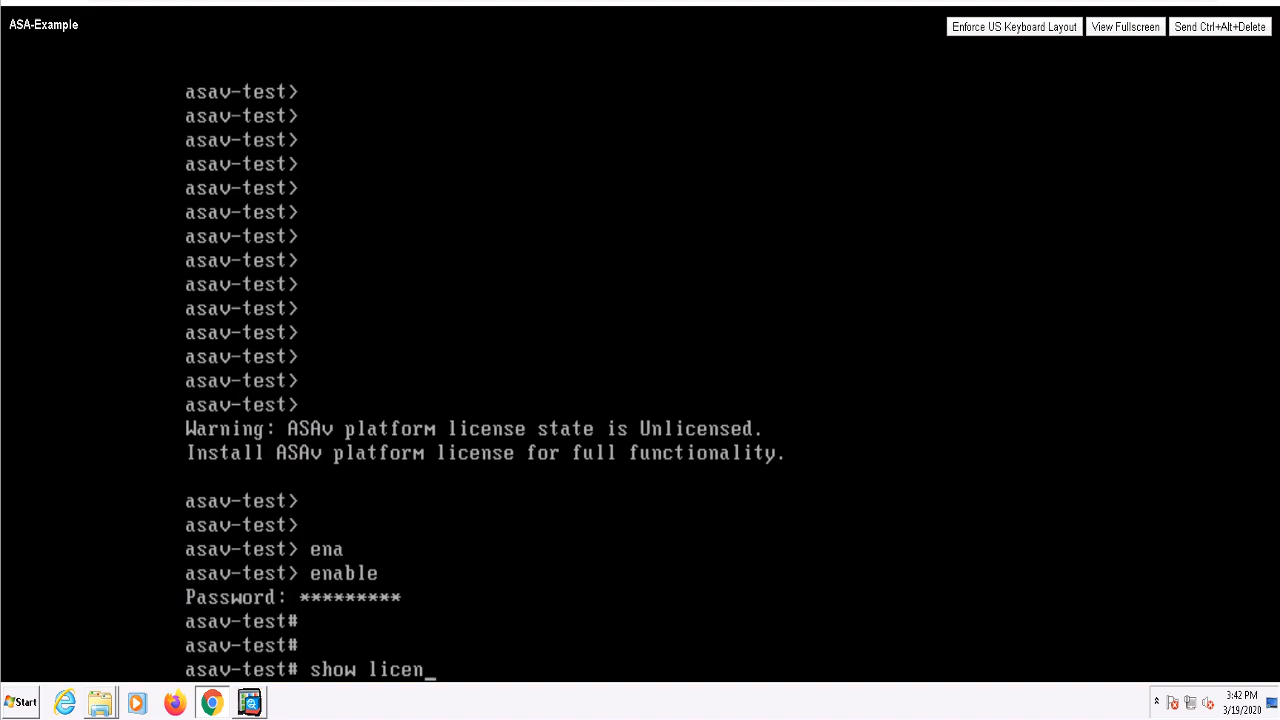 ASA-Example
Enforce US Keyboard Layout
View Fullscreen
Send Ctrl+Alt+Delete
asav-test>
asav-test>
asav-test>
asav-test>
asav-test>
asav-test>
asav-test>
asav-test>
asav-test>
asav-test>
asav-test>
asav-test>
asav-test>
asav-test>
Warning: ASAv platform license state is Unlicensed.
Install ASAv platform license for full functionality.
asav-test>
asav-test>
asav-test> ena
asav-test> enable
Password: *********
asav-test#
asav-test#
asav-test# show licen_
Start
3:42 PM
3/19/2020